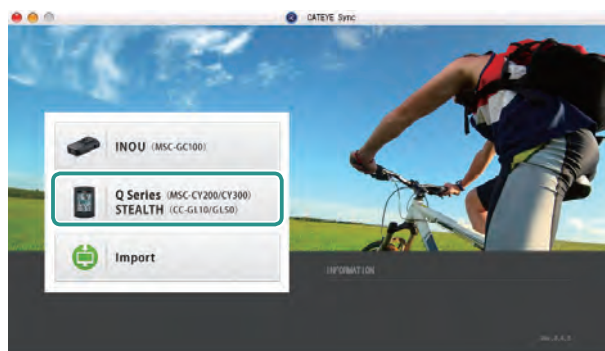 CATEYE Sync
INOU (MSC-GC100)
Q Series (MSC-CY200/CY300)
STEALTH (CC-GL10/GL50)
Import
INFORMATION